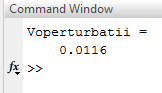 Command Window
Voperturbatii =
0.0116
fx >>